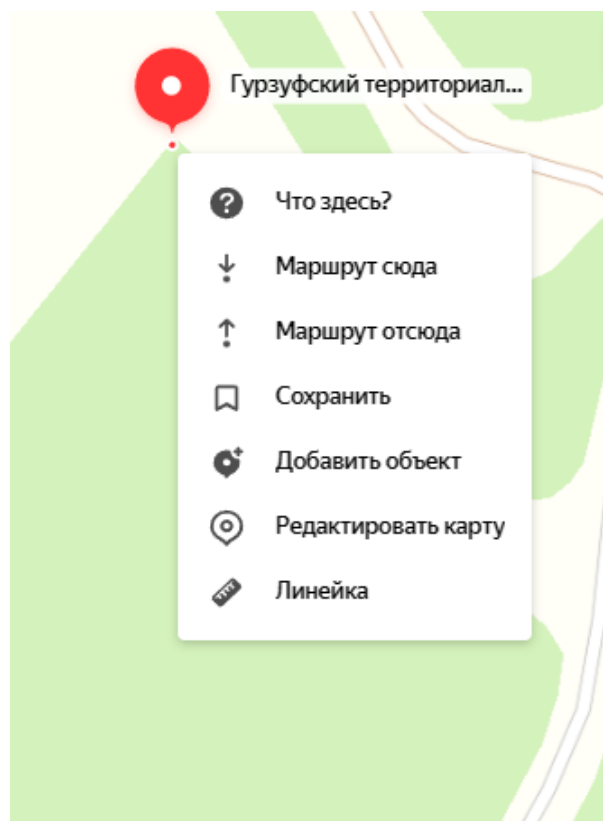 Гурзуфский территориал...
Что здесь?
Маршрут сюда
Маршрут отсюда
Сохранить
Добавить объект
Редактировать карту
Линейка